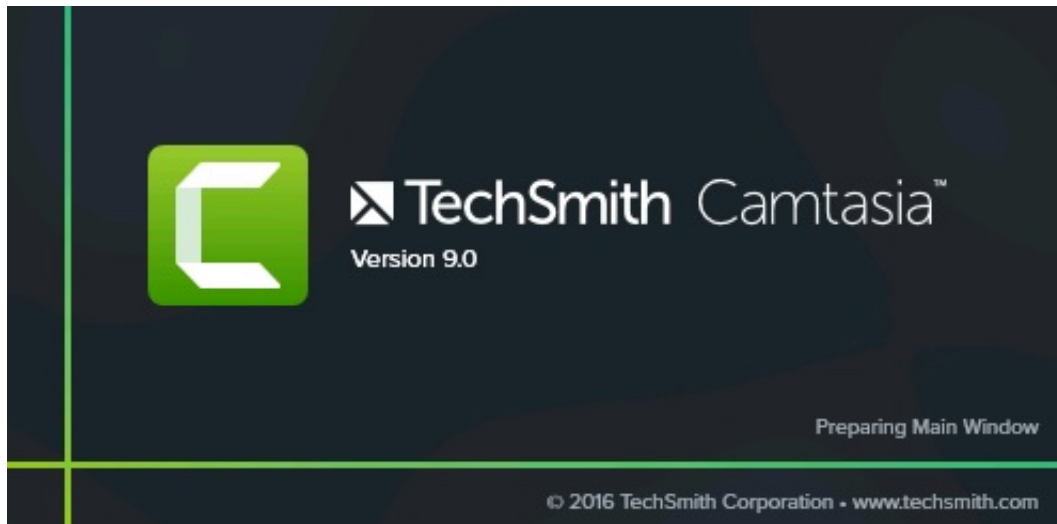 TechSmith Camtasia™
Version 9.0
Preparing Main Window
© 2016 TechSmith Corporation • www.techsmith.com